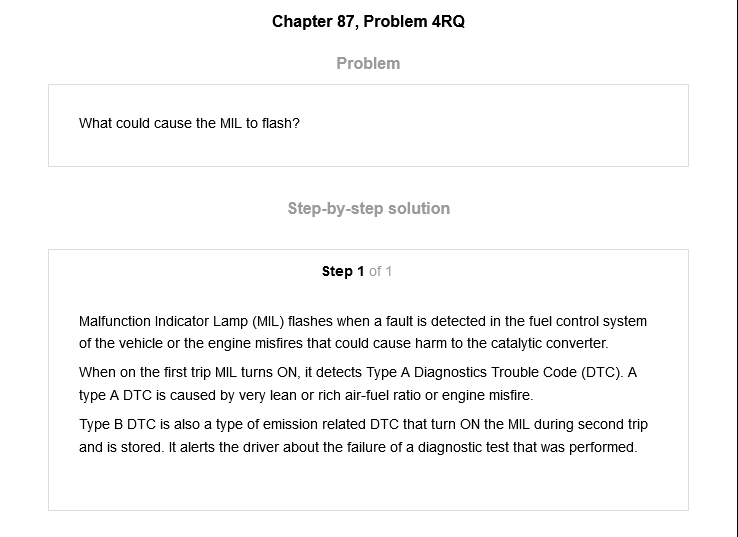 Chapter 87, Problem 4RQ
Problem
What could cause the MIL to flash?
Step-by-step solution
Step 1 of 1
Malfunction Indicator Lamp (MIL) flashes when a fault is detected in the fuel control system
of the vehicle or the engine misfires that could cause harm to the catalytic converter.
When on the first trip MIL turns ON, it detects Type A Diagnostics Trouble Code (DTC). A
type A DTC is caused by very lean or rich air-fuel ratio or engine misfire.
Type B DTC is also a type of emission related DTC that turn ON the MIL during second trip
and is stored. It alerts the driver about the failure of a diagnostic test that was performed.